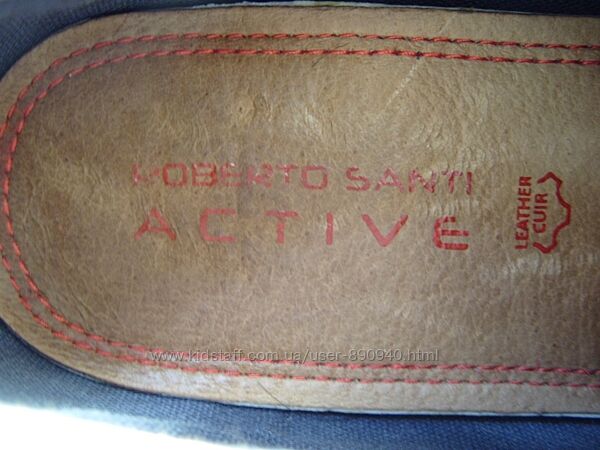 ROBERTO SANTI
ACTIVE
LEATHER
CUIR
www.kidstaff.com.ua/user-890940.html